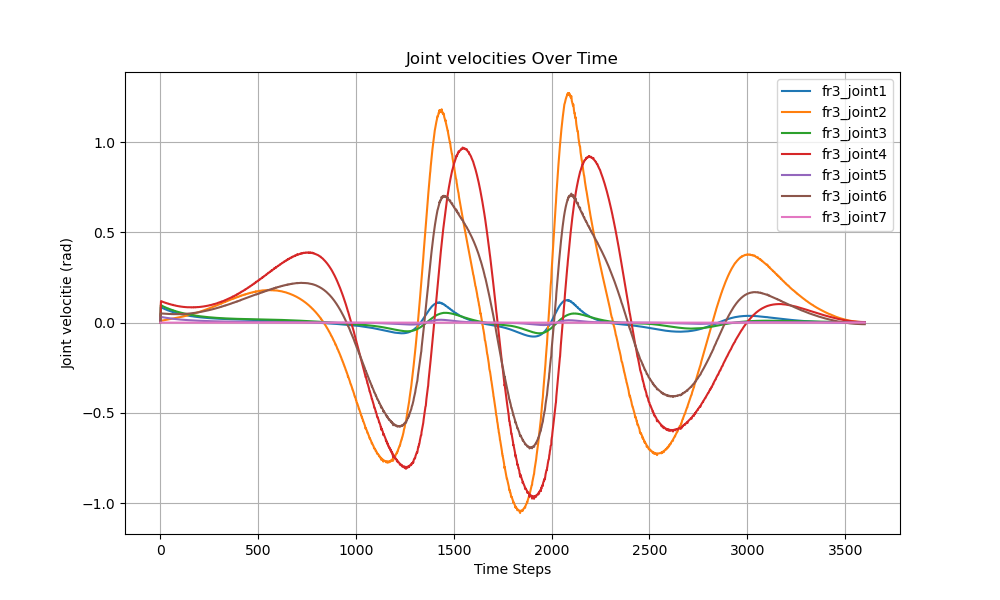 Joint velocities Over Time
fr3_joint1
fr3_joint2
fr3_joint3
fr3_joint4
fr3_joint5
fr3_joint6
fr3_joint7
1.0
0.5
0.0
−0.5
−1.0
Joint velocitie (rad)
0 500 1000 1500 2000 2500 3000 3500
Time Steps